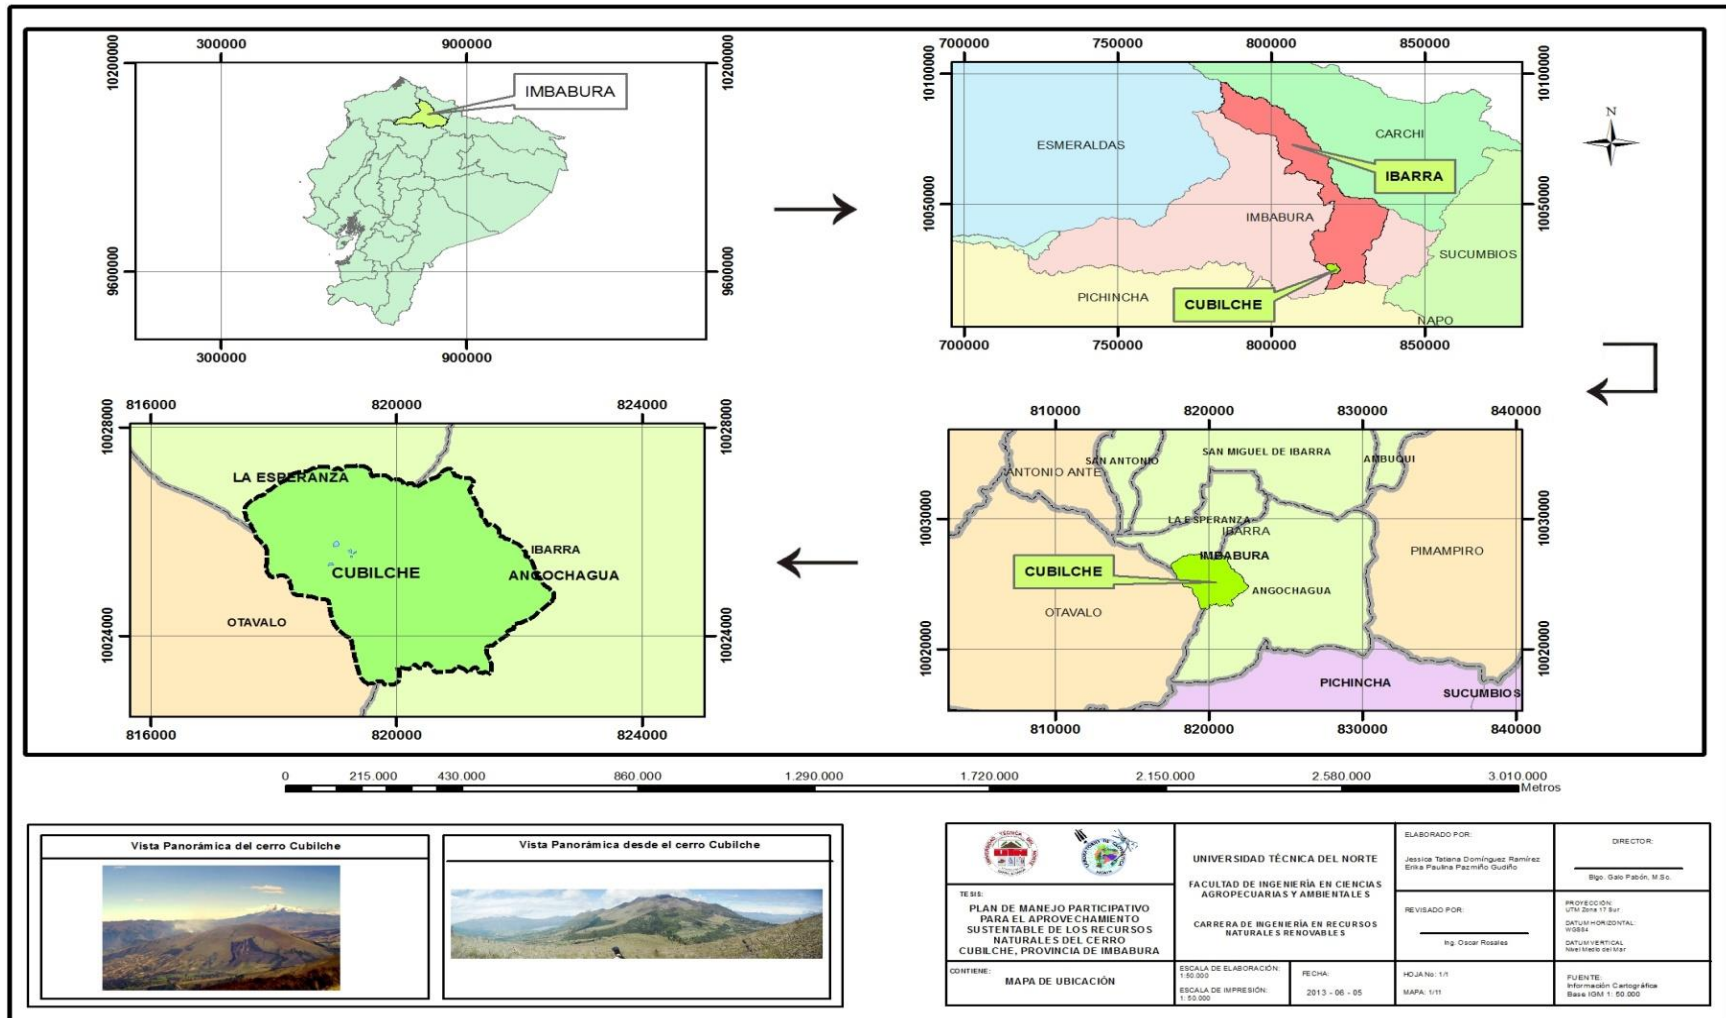 300000 900000
10200000 10200000
IMBABURA
9600000 9600000
300000 900000
700000 750000 800000 850000
10100000 10100000
ESMERALDAS
CARCHI
IBARRA
10050000 10050000
IMBABURA
SUCUMBIOS
PICHINCHA
CUBILCHE
NAPO
700000 750000 800000 850000
N
816000 820000 824000
10028000 10028000
LA ESPERANZA
IBARRA
CUBILCHE
ANGOCHAGUA
OTAVALO
10024000 10024000
816000 820000 824000
810000 820000 830000 840000
SAN MIGUEL DE IBARRA
SAN ANTONIO
AMBUQUI
ANTONIO ANTE
10030000 10030000
LA ESPERANZA
IBARRA
IMBABURA
PIMAMPIRO
CUBILCHE
ANGOCHAGUA
OTAVALO
10020000 10020000
PICHINCHA
SUCUMBIOS
810000 820000 830000 840000
0 215.000 430.000 860.000 1.290.000 1.720.000 2.150.000 2.580.000 3.010.000
Metros
Vista Panorámica del cerro Cubilche
Vista Panorámica desde el cerro Cubilche
TESIS:
PLAN DE MANEJO PARTICIPATIVO
PARA EL APROVECHAMIENTO
SUSTENTABLE DE LOS RECURSOS
NATURALES DEL CERRO
CUBILCHE, PROVINCIA DE IMBABURA
CONTIENE:
MAPA DE UBICACIÓN
UNIVERSIDAD TÉCNICA DEL NORTE
FACULTAD DE INGENIERÍA EN CIENCIAS
AGROPECUARIAS Y AMBIENTALES
CARRERA DE INGENIERÍA EN RECURSOS
NATURALES RENOVABLES
ESCALA DE ELABORACIÓN:
1:50.000
ESCALA DE IMPRESIÓN:
1: 50.000
FECHA:
2013 - 06 - 05
ELABORADO POR:
Jessica Tatiana Domínguez Ramírez
Erika Paulina Pazmiño Gudiño
REVISADO POR:
Ing. Oscar Rosales
HOJA No: 1/1
MAPA: 1/11
DIRECTOR:
Blgo. Galo Pabón, M.Sc.
PROYECCIÓN:
UTM Zona 17 Sur
DATUM HORIZONTAL:
WGS84
DATUM VERTICAL
Nivel Medio del Mar
FUENTE:
Información Cartográfica
Base IGM 1: 50.000